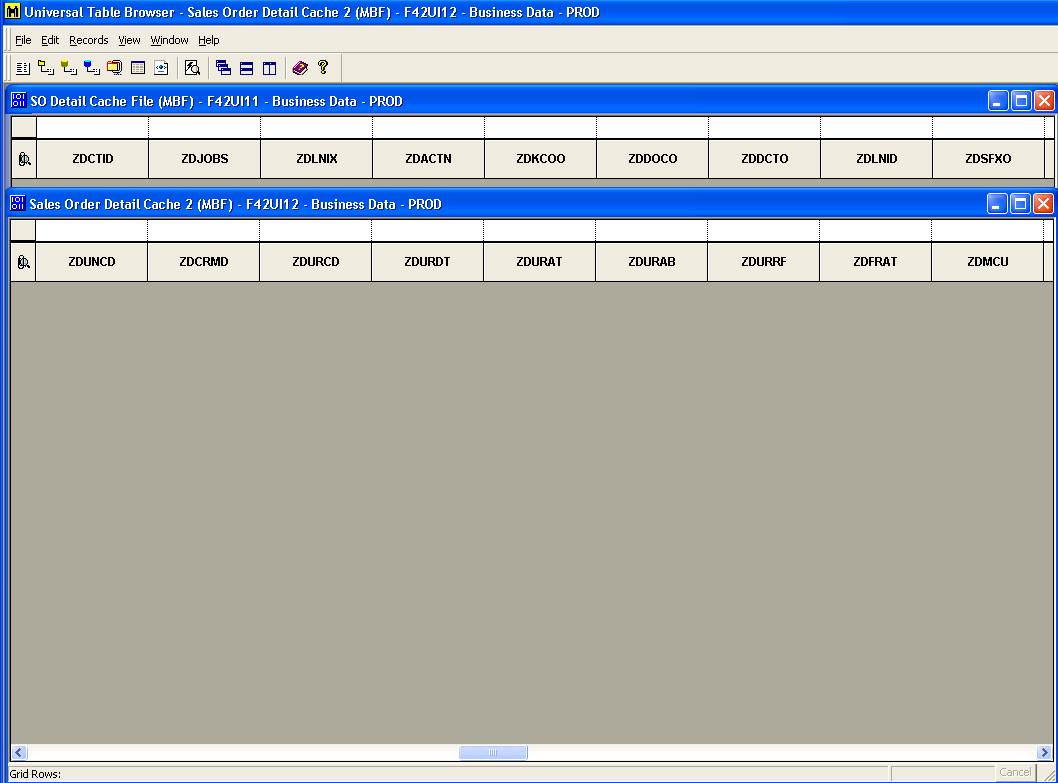 Universal Table Browser - Sales Order Detail Cache 2 (MBF) - F42UI12 - Business Data - PROD
File Edit Records View Window Help
SO Detail Cache File (MBF) - F42UI11 - Business Data - PROD
ZDCTID ZDJOBS ZDLNIX ZDACTN ZDKCOO ZDDOCO ZDDCTO ZDLNID ZDSFXO
Sales Order Detail Cache 2 (MBF) - F42UI12 - Business Data - PROD
ZDUNCD ZDCRMD ZDURCD ZDURDT ZDURAT ZDURAB ZDURRF ZDFRAT ZDMCU
Grid Rows: Cancel